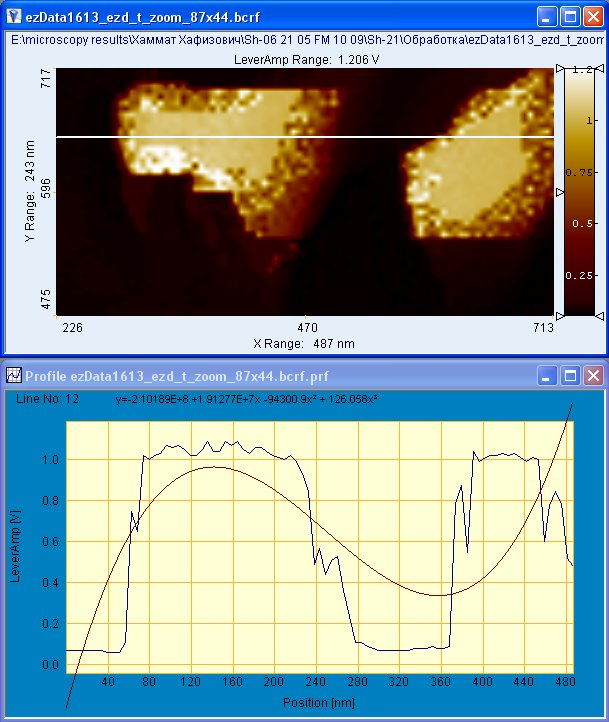 ezData1613_ezd_t_zoom_87x44.bcrf
E:\microscopy results\Хаммат Хафизович\Sh-06 21 05 FM 10 09\Sh-21\Обработка\ezData1613_ezd_t_zoom
LeverAmp Range: 1.206 V
717
596
475
Y Range: 243 nm
1.2
1
0.75
0.5
0.25
226
470
713
X Range: 487 nm
Profile ezData1613_ezd_t_zoom_87x44.bcrf.prf
Line No: 12 y=-2.10189E+8 +1.91277E+7x -94300.9x² + 126.058x³
1.0
0.8
0.6
0.4
0.2
0.0
LeverAmp [V]
40 80 120 160 200 240 280 320 360 400 440 486
Position [nm]